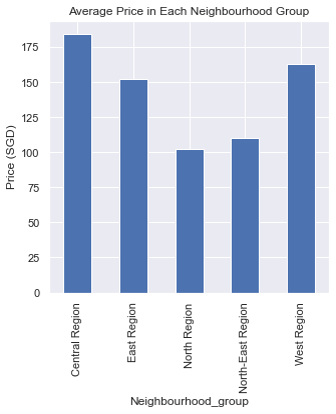 Average Price in Each Neighbourhood Group
Price (SGD)
175
150
125
100
75
50
25
0
Central Region
East Region
North Region
North-East Region
West Region
Neighbourhood_group